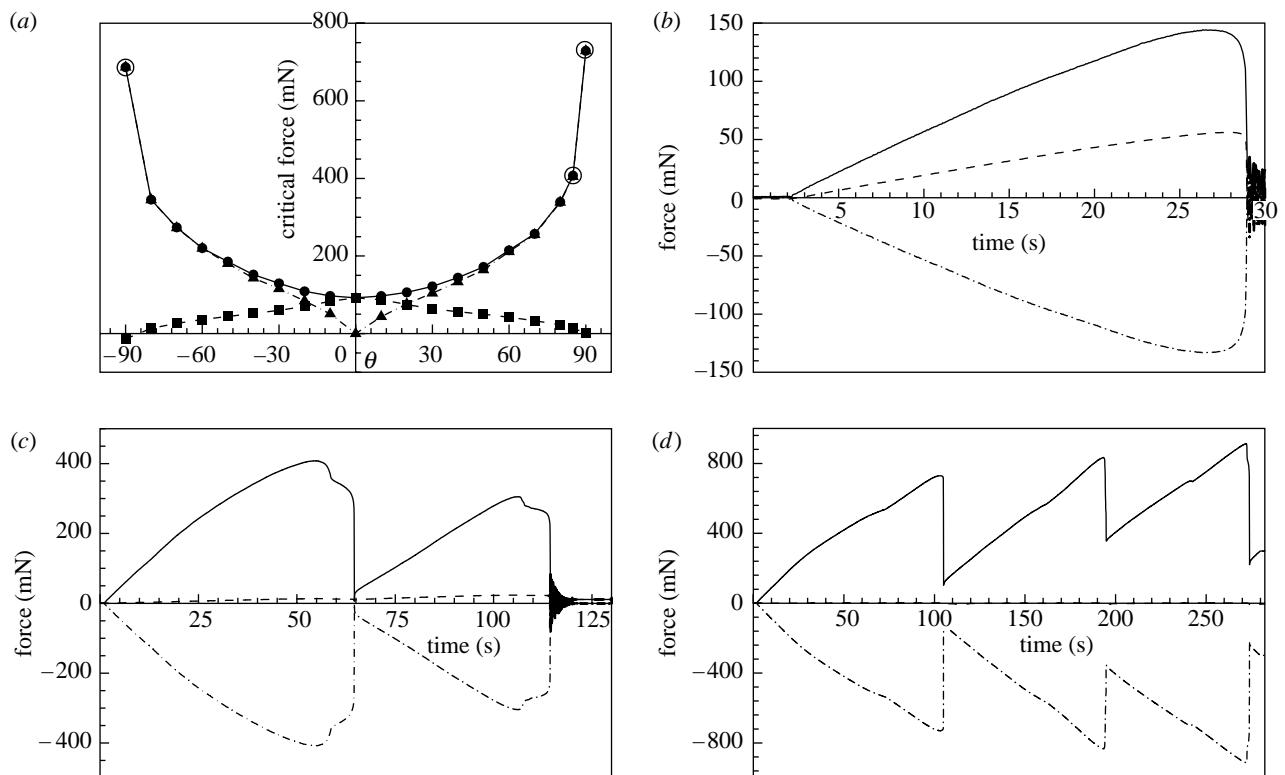 (a)
800
600
400
200
critical force (mN)
−90 −60 −30 0 θ 30 60 90
(b)
150
100
50
0
−50
−100
−150
force (mN)
5 10 15 20 25 30
time (s)
(c)
400
200
0
−200
−400
force (mN)
25 50 75 100 125
time (s)
(d)
800
400
0
−400
−800
force (mN)
50 100 150 200 250
time (s)